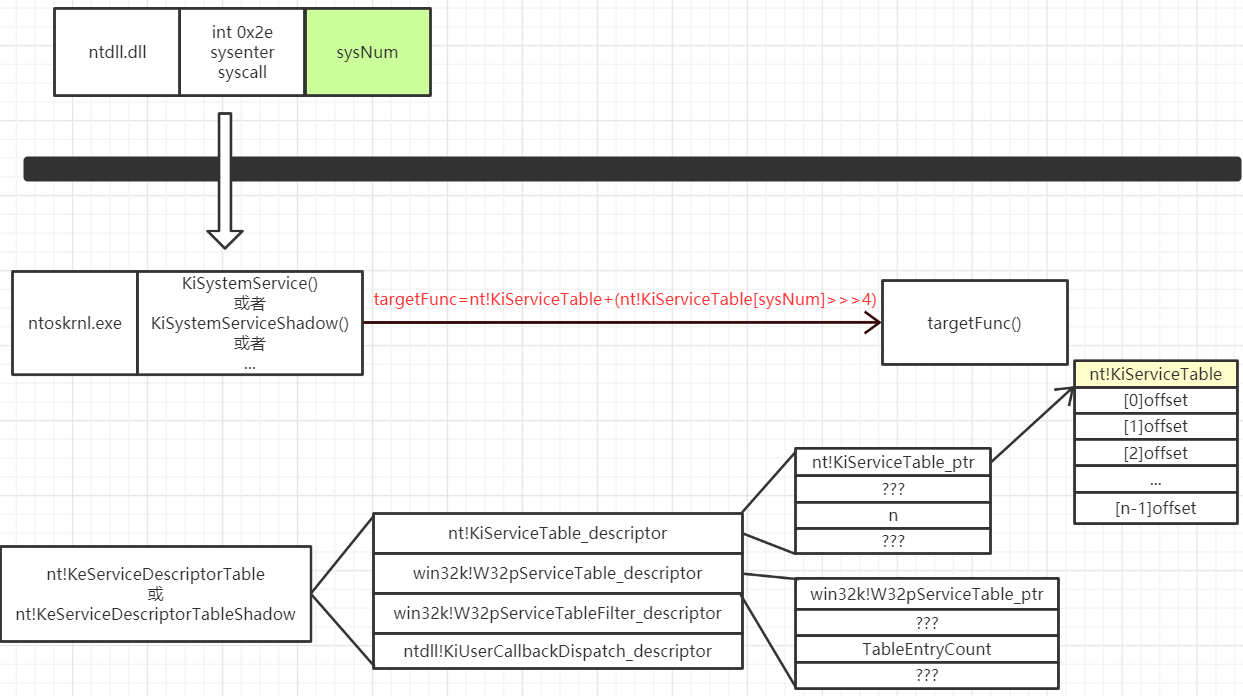 ntdll.dll
int 0x2e
sysenter
syscall
sysNum
ntoskrnl.exe
KiSystemService()
或者
KiSystemServiceShadow()
或者
...
targetFunc=nt!KiServiceTable+(nt!KiServiceTable[sysNum]>>>4)
targetFunc()
nt!KiServiceTable
[0]offset
[1]offset
[2]offset
...
[n-1]offset
nt!KiServiceTable_ptr
???
n
???
nt!KeServiceDescriptorTable
或
nt!KeServiceDescriptorTableShadow
nt!KiServiceTable_descriptor
win32k!W32pServiceTable_descriptor
win32k!W32pServiceTableFilter_descriptor
ntdll!KiUserCallbackDispatch_descriptor
win32k!W32pServiceTable_ptr
???
TableEntryCount
???